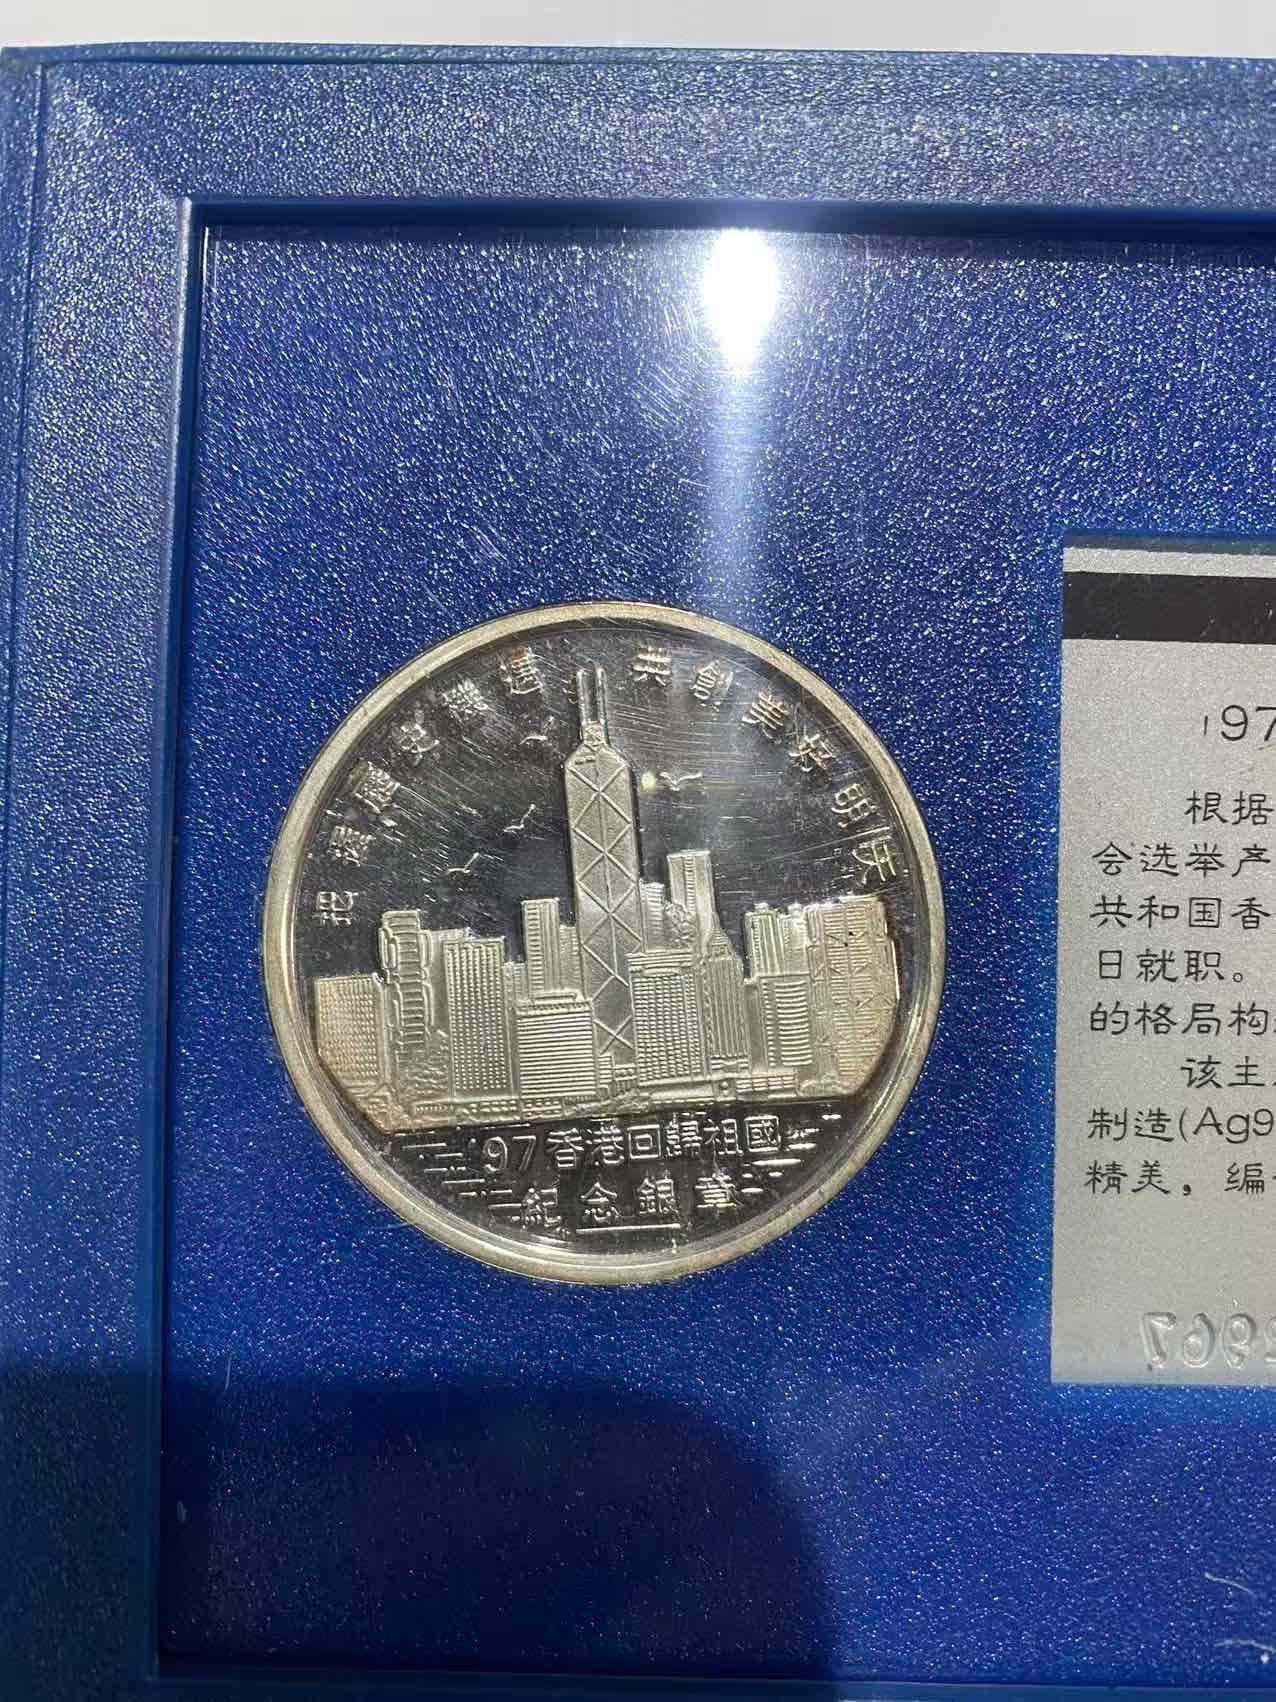 把握歷史機遇 共創美好明天
'97香港回歸祖國
紀念銀章
'97
根据
会选举产
共和国香
日就职。
的格局构
该主
制造(Ag9
精美，编